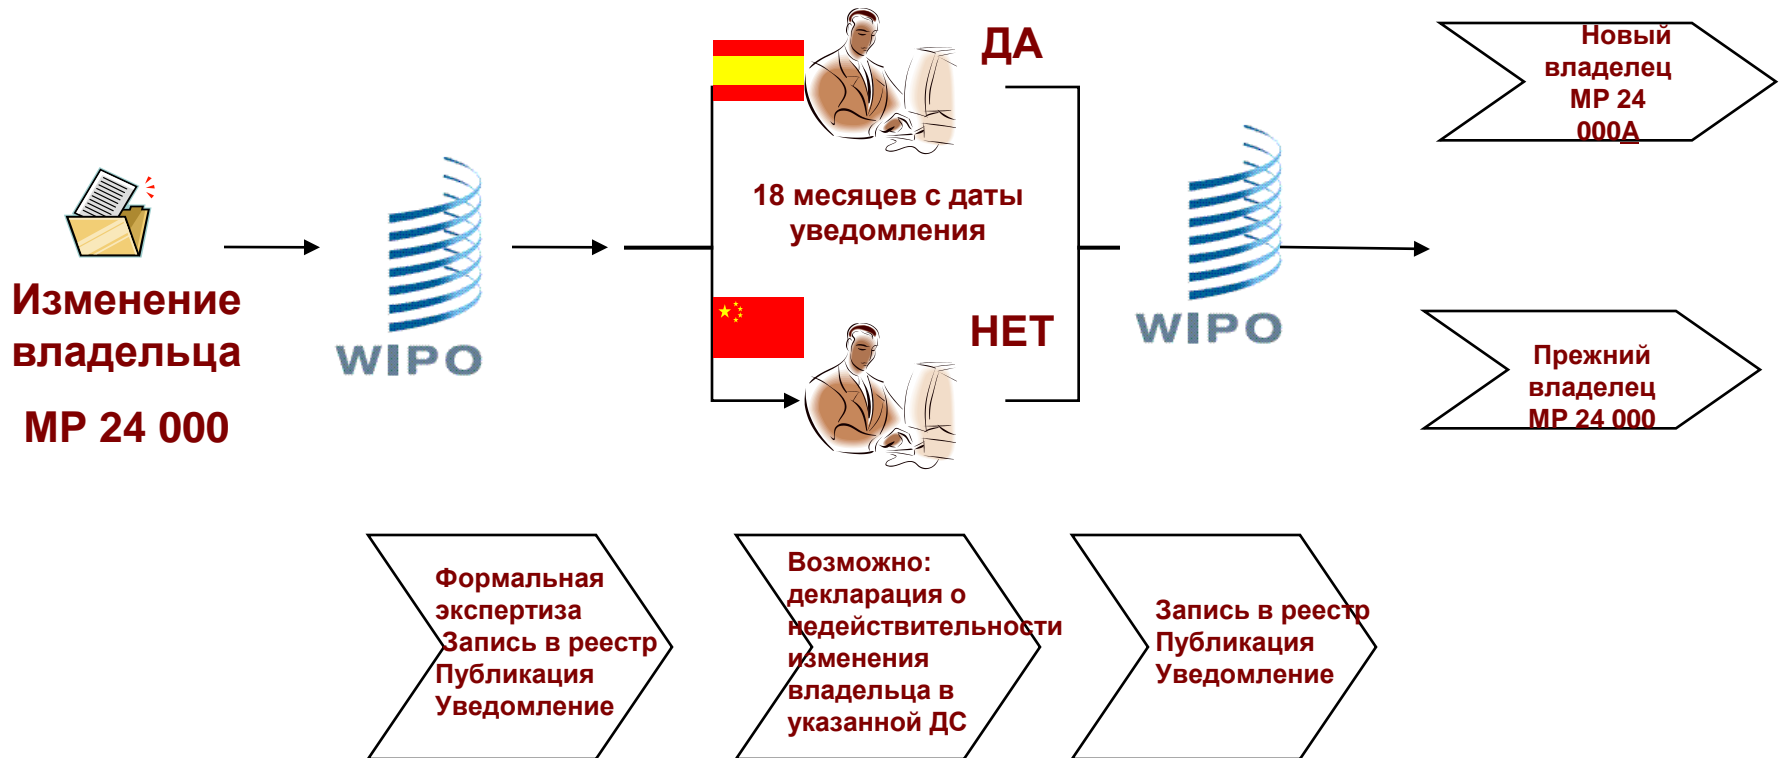 Изменение
владельца
МР 24 000
WIPO
ДА
18 месяцев с даты
уведомления
НЕТ
WIPO
Новый
владелец
МР 24
000А
Прежний
владелец
МР 24 000
Формальная
экспертиза
Запись в реестр
Публикация
Уведомление
Возможно:
декларация о
недействительности
изменения
владельца в
указанной ДС
Запись в реестр
Публикация
Уведомление